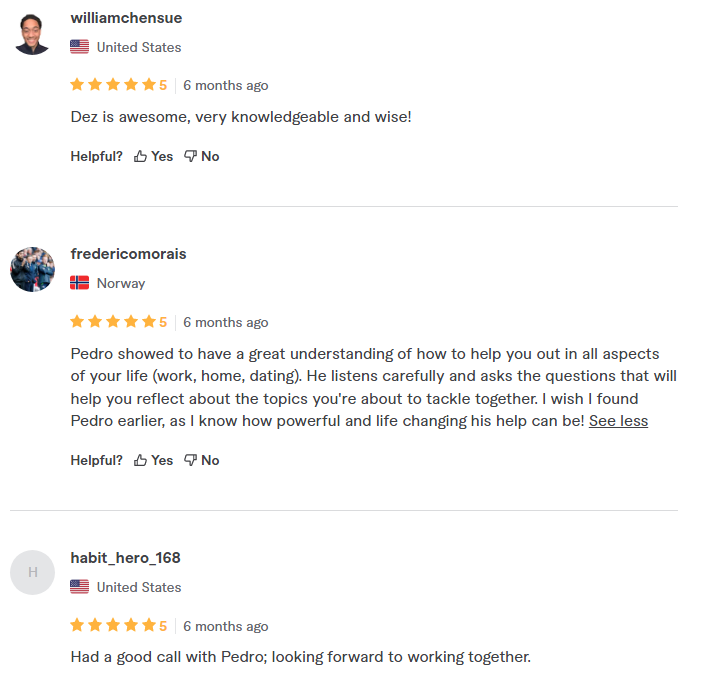 williamchensue
United States
5 6 months ago
Dez is awesome, very knowledgeable and wise!
Helpful? Yes No
fredericomorais
Norway
5 6 months ago
Pedro showed to have a great understanding of how to help you out in all aspects
of your life (work, home, dating). He listens carefully and asks the questions that will
help you reflect about the topics you're about to tackle together. I wish I found
Pedro earlier, as I know how powerful and life changing his help can be! See less
Helpful? Yes No
H
habit_hero_168
United States
5 6 months ago
Had a good call with Pedro; looking forward to working together.